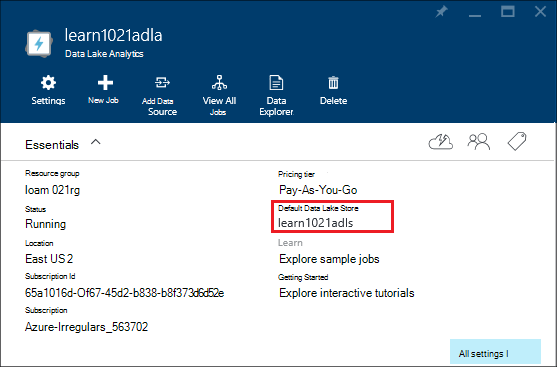 learn1021adla
Data Lake Analytics
Settings
New Job
Add Data
Source
View All
Jobs
Data
Explorer
Delete
Essentials
Resource group
loam 021rg
Status
Running
Location
East US 2
Subscription Id
65a1016d-Of67-45d2-b838-b8f373d6d52e
Subscription
Azure-Irregulars_563702
Pricing tier
Pay-As-You-Go
Default Data Lake Store
learn1021adls
Learn
Explore sample jobs
Getting Started
Explore interactive tutorials
All settings I